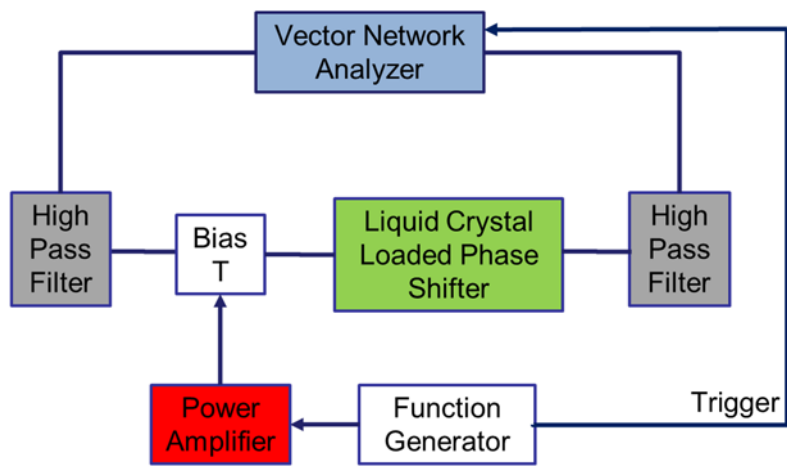 Vector Network
Analyzer
High
Pass
Filter
Bias
T
Liquid Crystal
Loaded Phase
Shifter
High
Pass
Filter
Power
Amplifier
Function
Generator
Trigger